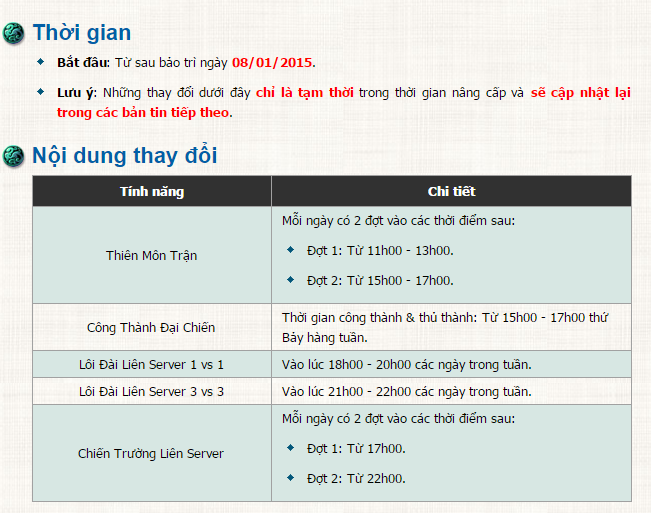 Thời gian
Bắt đầu: Từ sau bảo trì ngày 08/01/2015.
Lưu ý: Những thay đổi dưới đây chỉ là tạm thời trong thời gian nâng cấp và sẽ cập nhật lại
trong các bản tin tiếp theo.
Nội dung thay đổi
Tính năng
Chi tiết
Thiên Môn Trận
Mỗi ngày có 2 đợt vào các thời điểm sau:
Đợt 1: Từ 11h00 - 13h00.
Đợt 2: Từ 15h00 - 17h00.
Công Thành Đại Chiến
Thời gian công thành & thủ thành: Từ 15h00 - 17h00 thứ
Bảy hàng tuần.
Lôi Đài Liên Server 1 vs 1
Vào lúc 18h00 - 20h00 các ngày trong tuần.
Lôi Đài Liên Server 3 vs 3
Vào lúc 21h00 - 22h00 các ngày trong tuần.
Chiến Trường Liên Server
Mỗi ngày có 2 đợt vào các thời điểm sau:
Đợt 1: Từ 17h00.
Đợt 2: Từ 22h00.